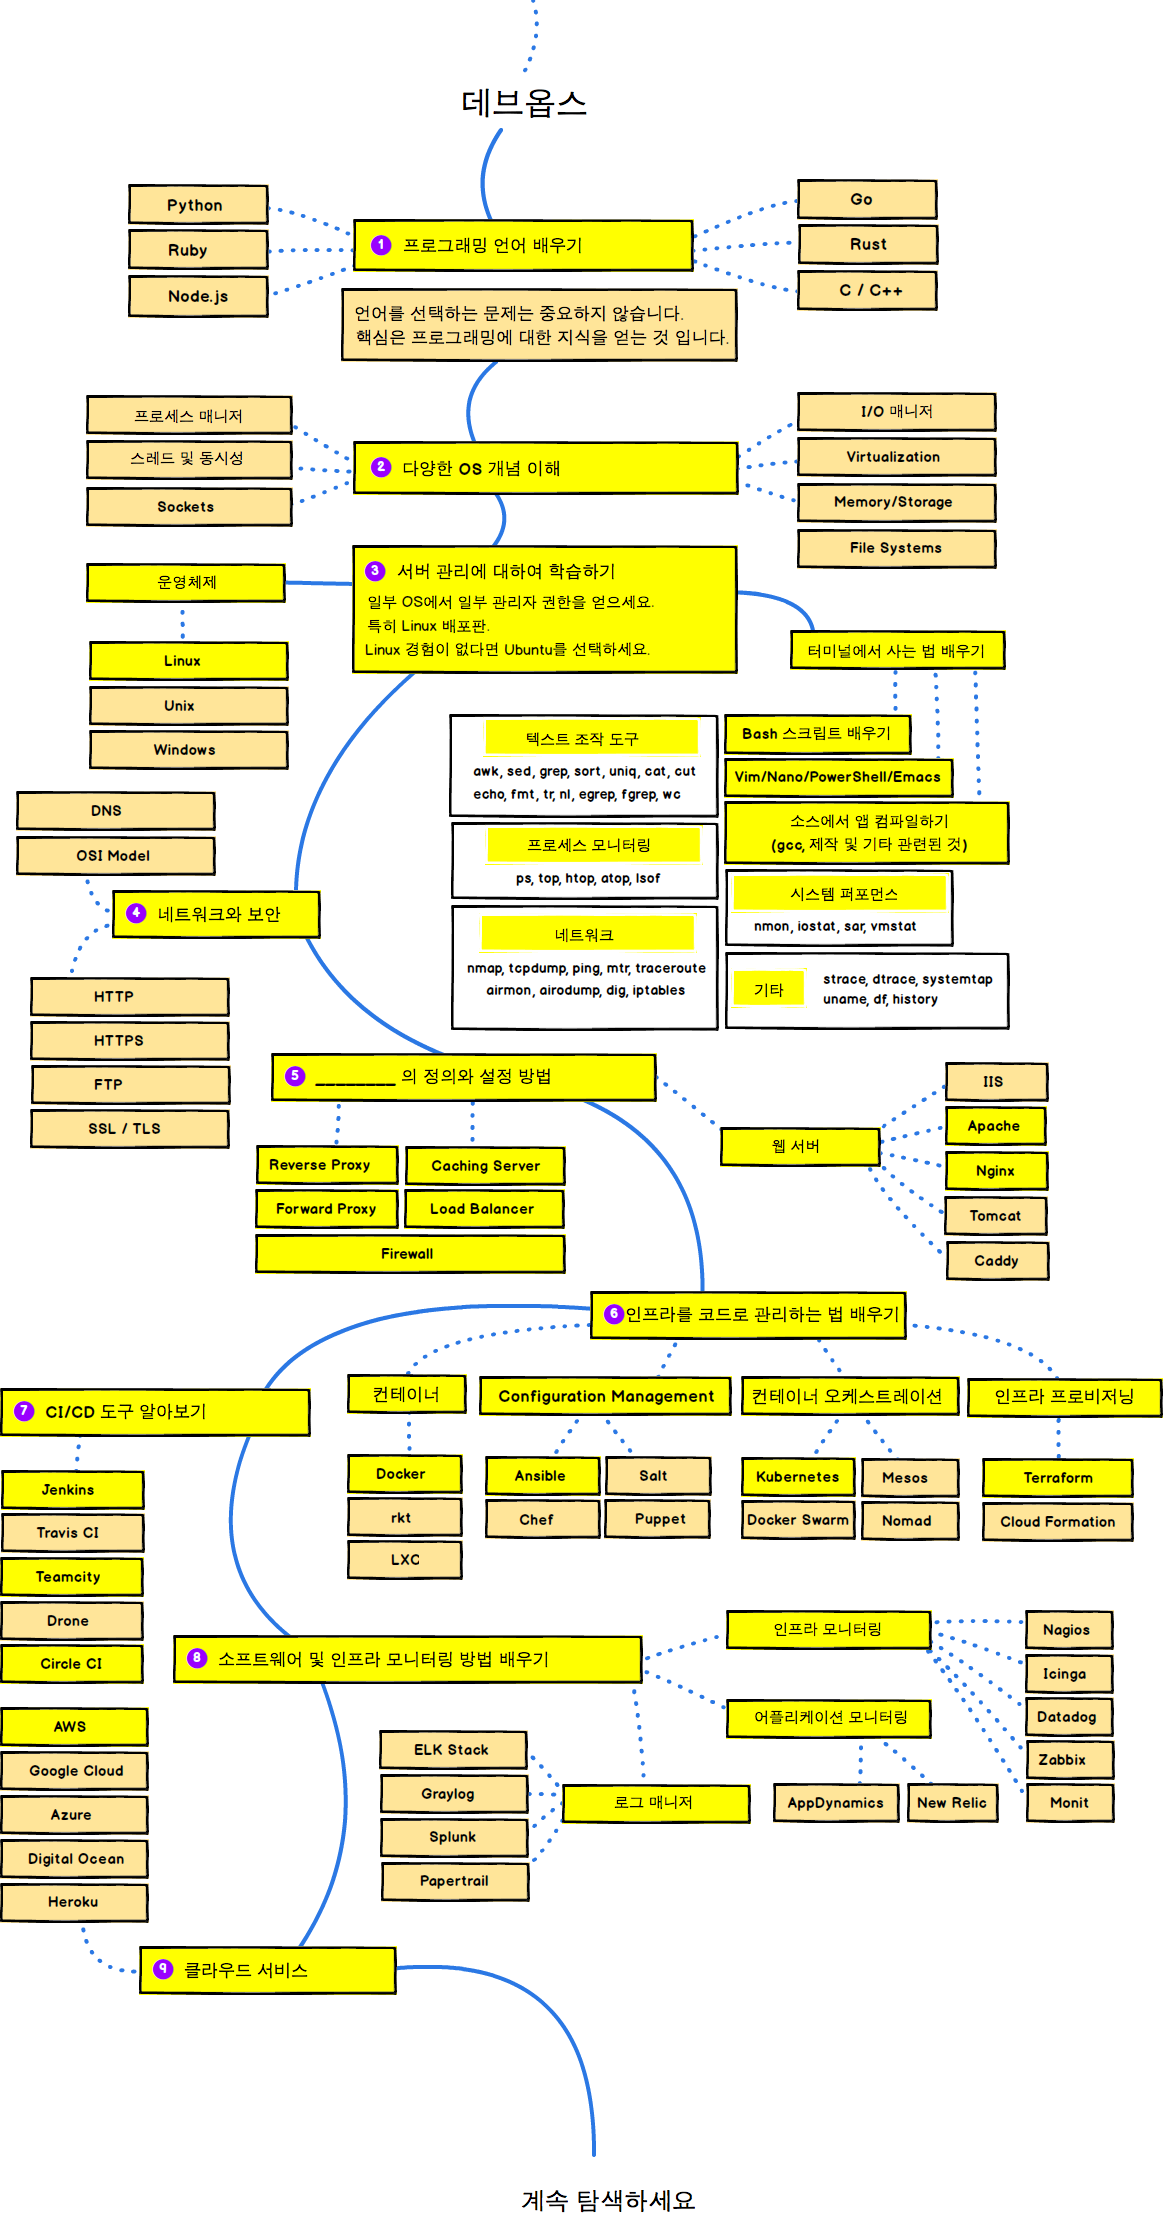 데브옵스
Python
Ruby
Node.js
1 프로그래밍 언어 배우기
Go
Rust
C / C++
언어를 선택하는 문제는 중요하지 않습니다.
핵심은 프로그래밍에 대한 지식을 얻는 것 입니다.
프로세스 매니저
스레드 및 동시성
Sockets
2 다양한 OS 개념 이해
I/O 매니저
Virtualization
Memory/Storage
File Systems
3 서버 관리에 대하여 학습하기
일부 OS에서 일부 관리자 권한을 얻으세요.
특히 Linux 배포판.
Linux 경험이 없다면 Ubuntu를 선택하세요.
운영체제
Linux
Unix
Windows
터미널에서 사는 법 배우기
텍스트 조작 도구
awk, sed, grep, sort, uniq, cat, cut
echo, fmt, tr, nl, egrep, fgrep, wc
프로세스 모니터링
ps, top, htop, atop, lsof
네트워크
nmap, tcpdump, ping, mtr, traceroute
airmon, airodump, dig, iptables
Bash 스크립트 배우기
Vim/Nano/PowerShell/Emacs
소스에서 앱 컴파일하기
(gcc, 제작 및 기타 관련된 것)
시스템 퍼포먼스
nmon, iostat, sar, vmstat
기타
strace, dtrace, systemtap
uname, df, history
DNS
OSI Model
4 네트워크와 보안
HTTP
HTTPS
FTP
SSL / TLS
5 ________ 의 정의와 설정 방법
Reverse Proxy
Caching Server
Forward Proxy
Load Balancer
Firewall
웹 서버
IIS
Apache
Nginx
Tomcat
Caddy
6 인프라를 코드로 관리하는 법 배우기
컨테이너
Docker
rkt
LXC
Configuration Management
Ansible
Salt
Chef
Puppet
컨테이너 오케스트레이션
Kubernetes
Mesos
Docker Swarm
Nomad
인프라 프로비저닝
Terraform
Cloud Formation
7 CI/CD 도구 알아보기
Jenkins
Travis CI
Teamcity
Drone
Circle CI
8 소프트웨어 및 인프라 모니터링 방법 배우기
인프라 모니터링
Nagios
Icinga
Datadog
Zabbix
Monit
어플리케이션 모니터링
AppDynamics
New Relic
로그 매니저
ELK Stack
Graylog
Splunk
Papertrail
AWS
Google Cloud
Azure
Digital Ocean
Heroku
9 클라우드 서비스
계속 탐색하세요